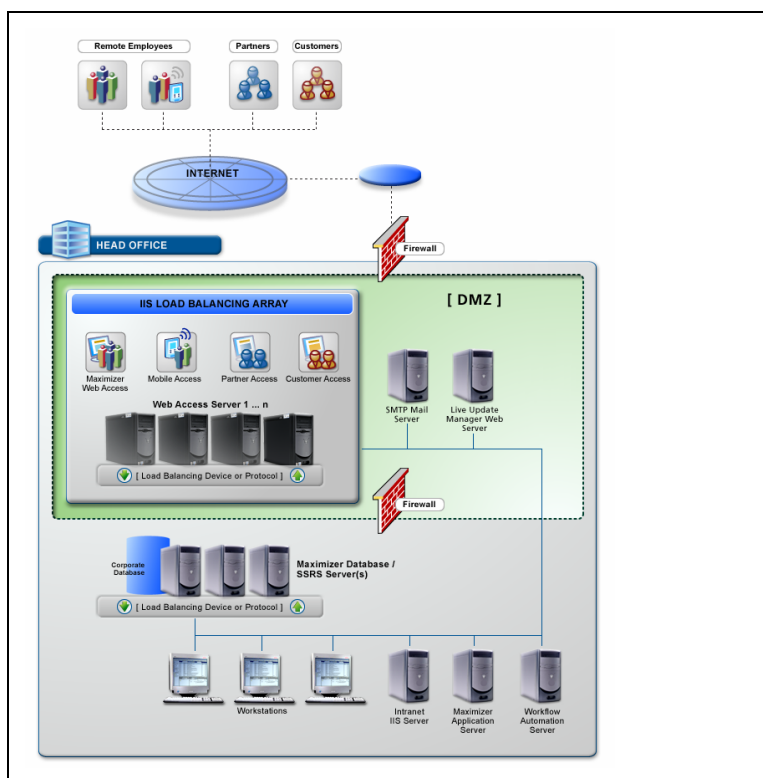 Remote Employees
Partners
Customers
INTERNET
HEAD OFFICE
Firewall
IIS LOAD BALANCING ARRAY
[ DMZ ]
Maximizer
Web Access
Mobile Access
Partner Access
Customer Access
SMTP Mail
Server
Live Update
Manager Web
Server
Web Access Server 1 ... n
[ Load Balancing Device or Protocol ]
Firewall
Corporate
Database
Maximizer Database /
SSRS Server(s)
[ Load Balancing Device or Protocol ]
Workstations
Intranet
IIS Server
Maximizer
Application
Server
Workflow
Automation
Server